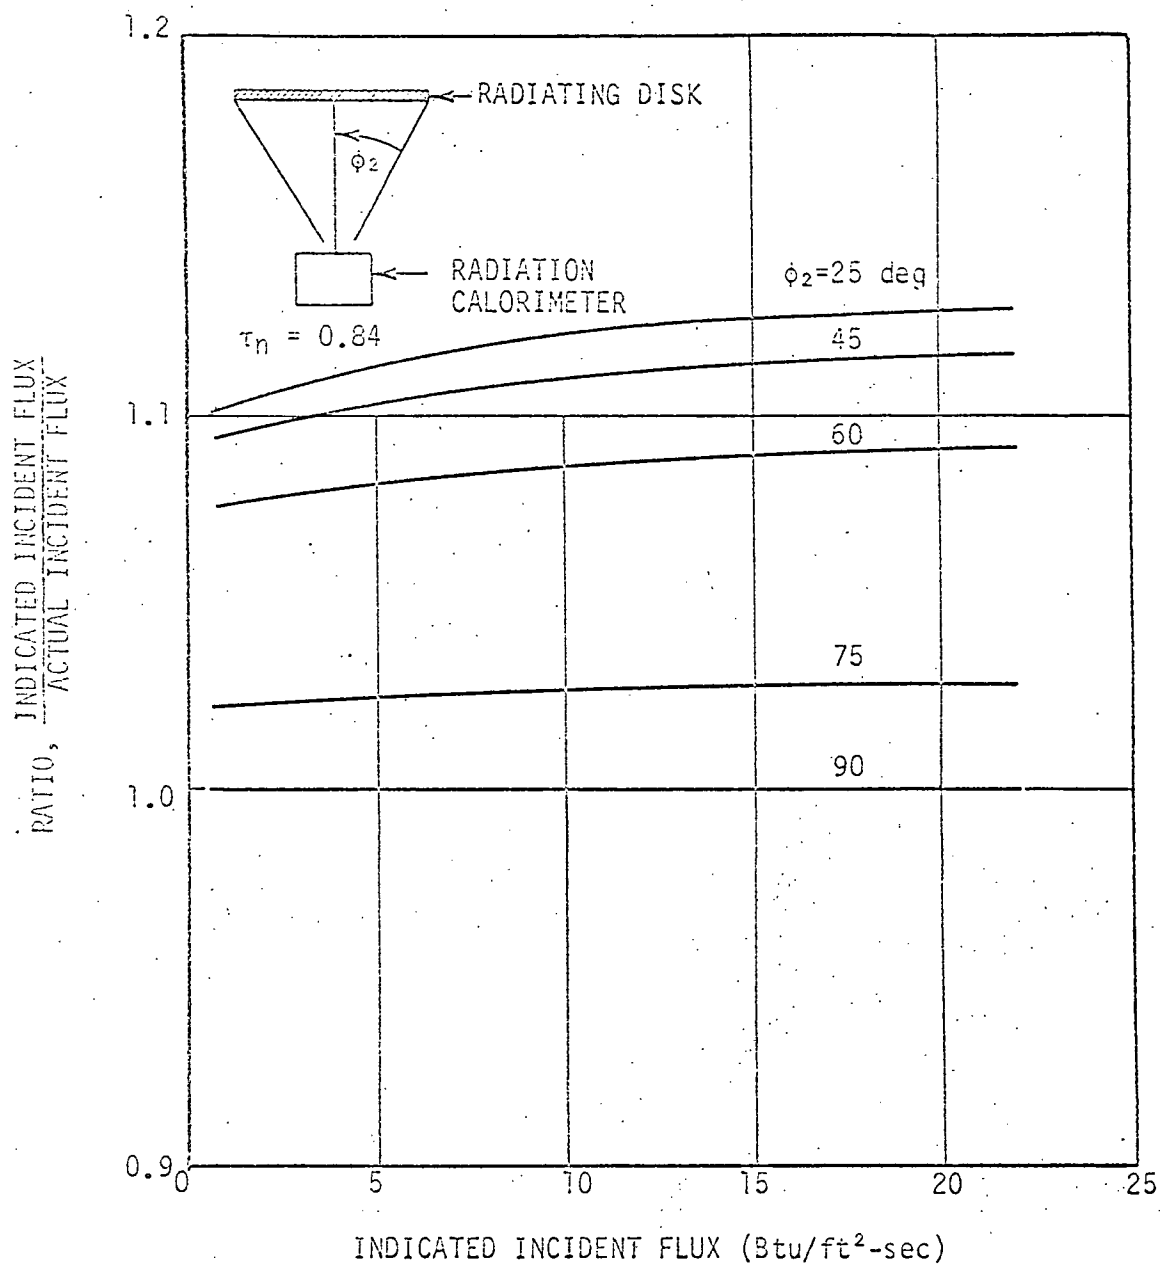 1.2
RADIATING DISK
ϕ₂
RADIATION
CALORIMETER
τₙ = 0.84
ϕ₂=25 deg
45
1.1
60
75
90
1.0
0.9
0
5
10
15
20
25
RATIO, INDICATED INCIDENT FLUX
ACTUAL INCIDENT FLUX
INDICATED INCIDENT FLUX (Btu/ft²-sec)